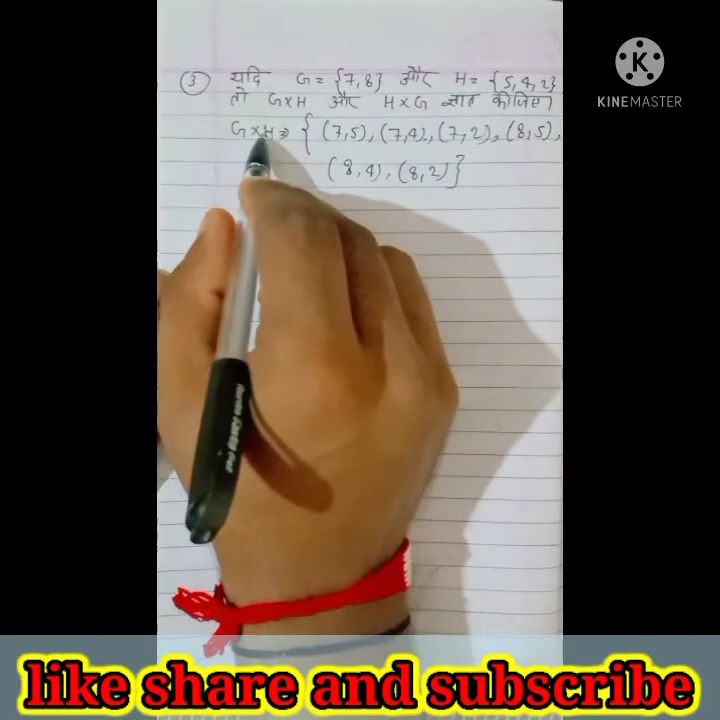 (3) यदि G = {7,8} और H = {5,4,2}
तो G×H और H×G ज्ञात कीजिए।
G×H ⇒ { (7,5), (7,4), (7,2), (8,5),
(8,4), (8,2)}
KINEMASTER
like share and subscribe